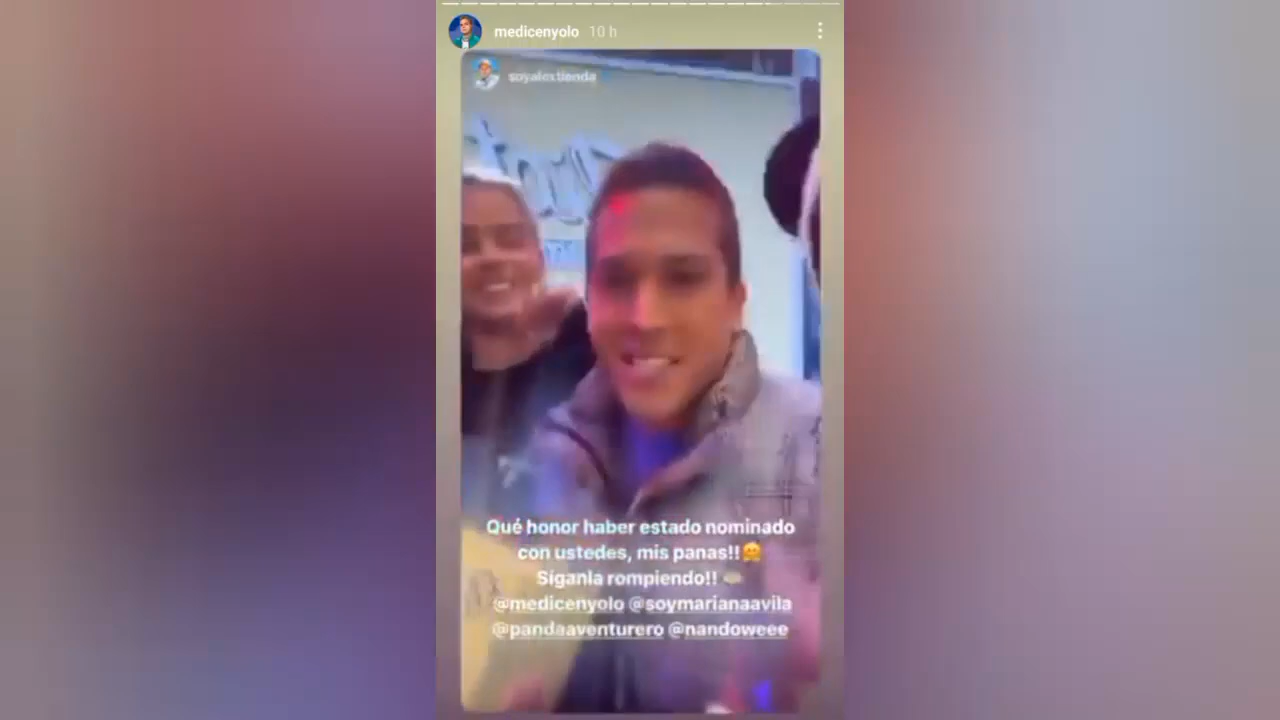 medicenyolo 10 h
soyalextienda
Qué honor haber estado nominado
con ustedes, mis panas!!🤗
Síganla rompiendo!!
@medicenyolo @soymarianaavila
@pandaaventurero @nandoweee